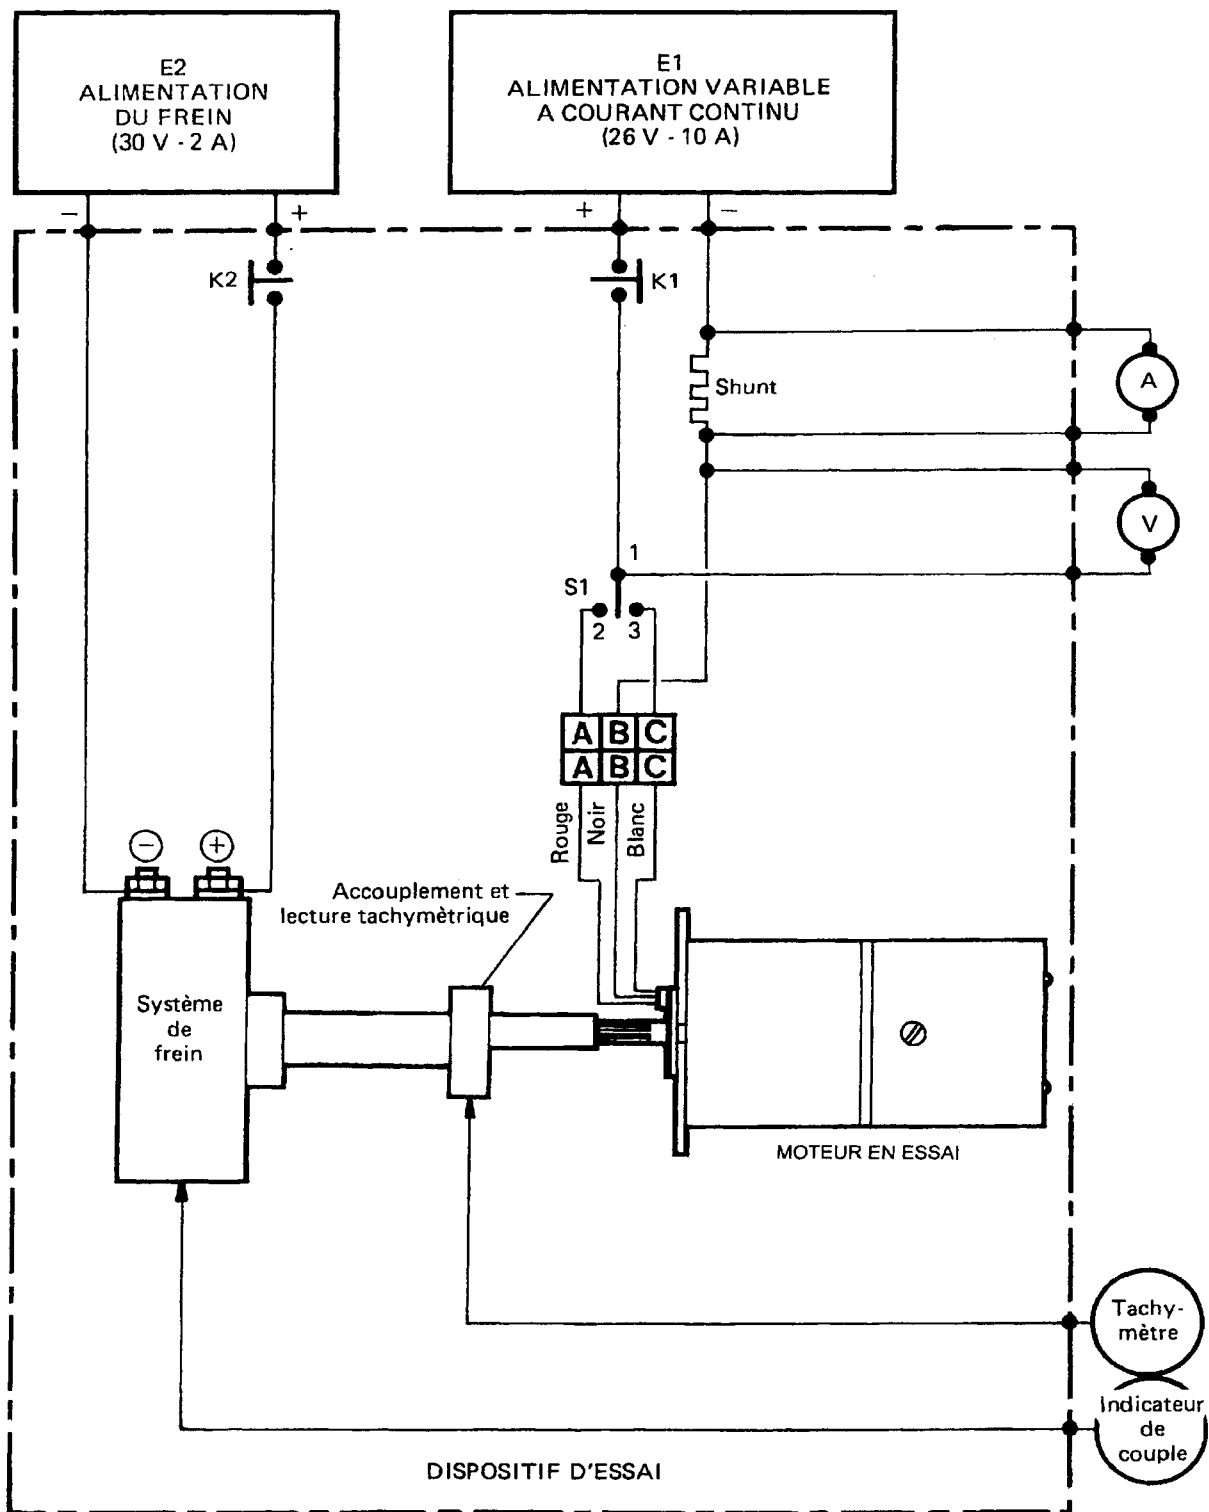 E2
ALIMENTATION
DU FREIN
(30 V - 2 A)
E1
ALIMENTATION VARIABLE
A COURANT CONTINU
(26 V - 10 A)
−
+
+
−
K2
K1
Shunt
A
V
1
S1
2
3
A B C
A B C
Rouge
Noir
Blanc
−
+
Accouplement et
lecture tachymètrique
Système
de
frein
MOTEUR EN ESSAI
Tachy-
mètre
Indicateur
de
couple
DISPOSITIF D'ESSAI